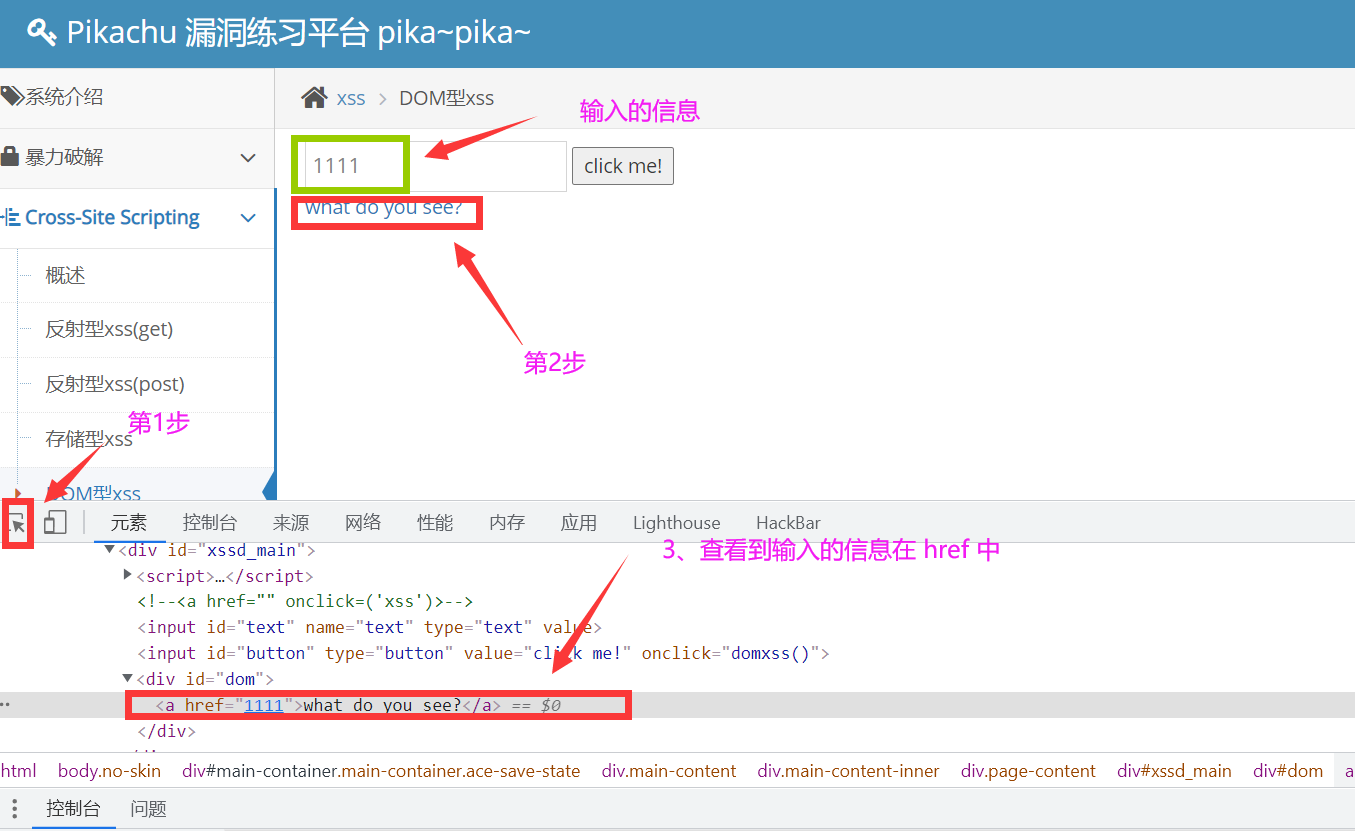 Pikachu 漏洞练习平台 pika~pika~
系统介绍
xss > DOM型xss
输入的信息
暴力破解
1111
click me!
what do you see?
Cross-Site Scripting
概述
反射型xss(get)
第2步
反射型xss(post)
第1步
存储型xss
DOM型xss
元素 控制台 来源 网络 性能 内存 应用 Lighthouse HackBar
3、查看到输入的信息在 href 中
<div id="xssd_main">
<script>…</script>
<!--<a href="" onclick=('xss')>-->
<input id="text" name="text" type="text" value>
<input id="button" type="button" value="click me!" onclick="domxss()">
<div id="dom">
<a href="1111">what do you see?</a> == $0
</div>
html body.no-skin div#main-container.main-container.ace-save-state div.main-content div.main-content-inner div.page-content div#xssd_main div#dom a
控制台 问题